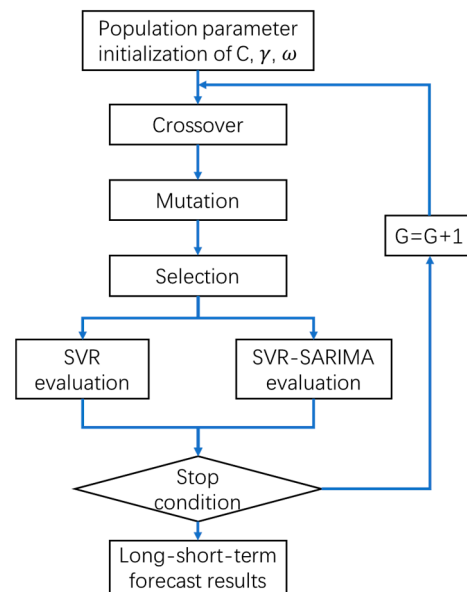 Population parameter
initialization of C, γ, ω
Crossover
Mutation
G=G+1
Selection
SVR
evaluation
SVR-SARIMA
evaluation
Stop
condition
Long-short-term
forecast results